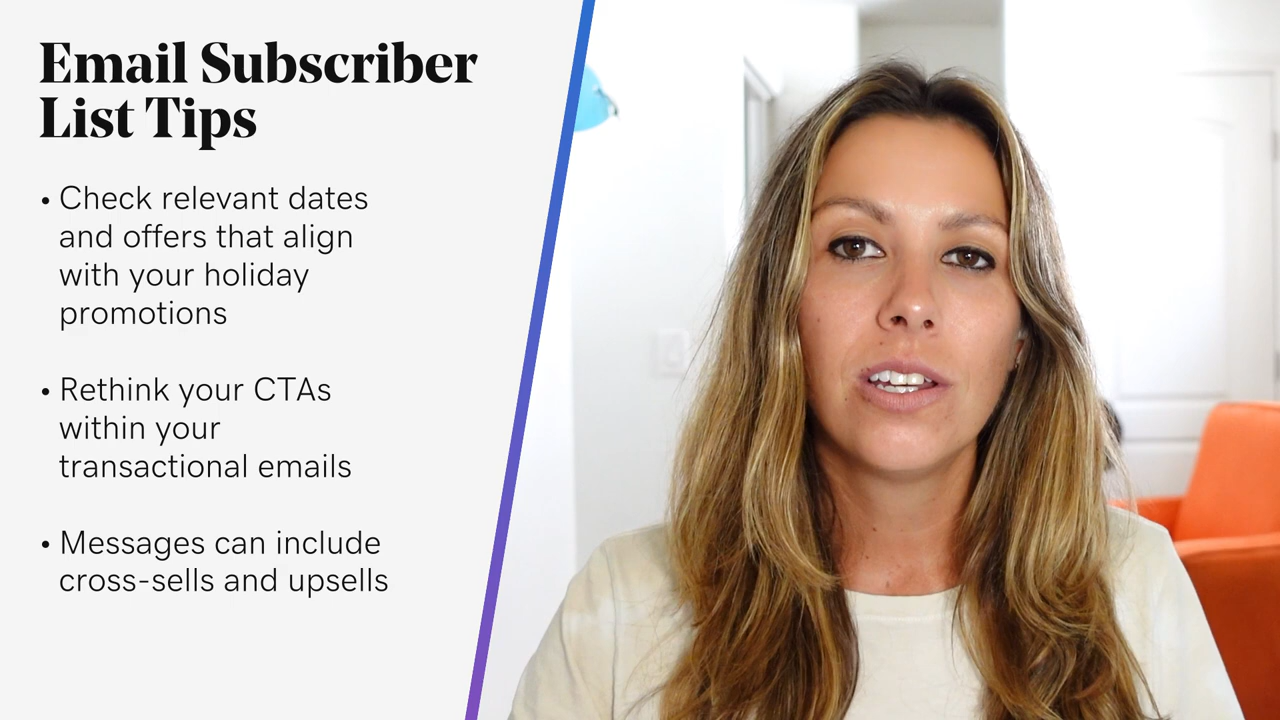 Email Subscriber
List Tips
• Check relevant dates
and offers that align
with your holiday
promotions
• Rethink your CTAs
within your
transactional emails
• Messages can include
cross-sells and upsells